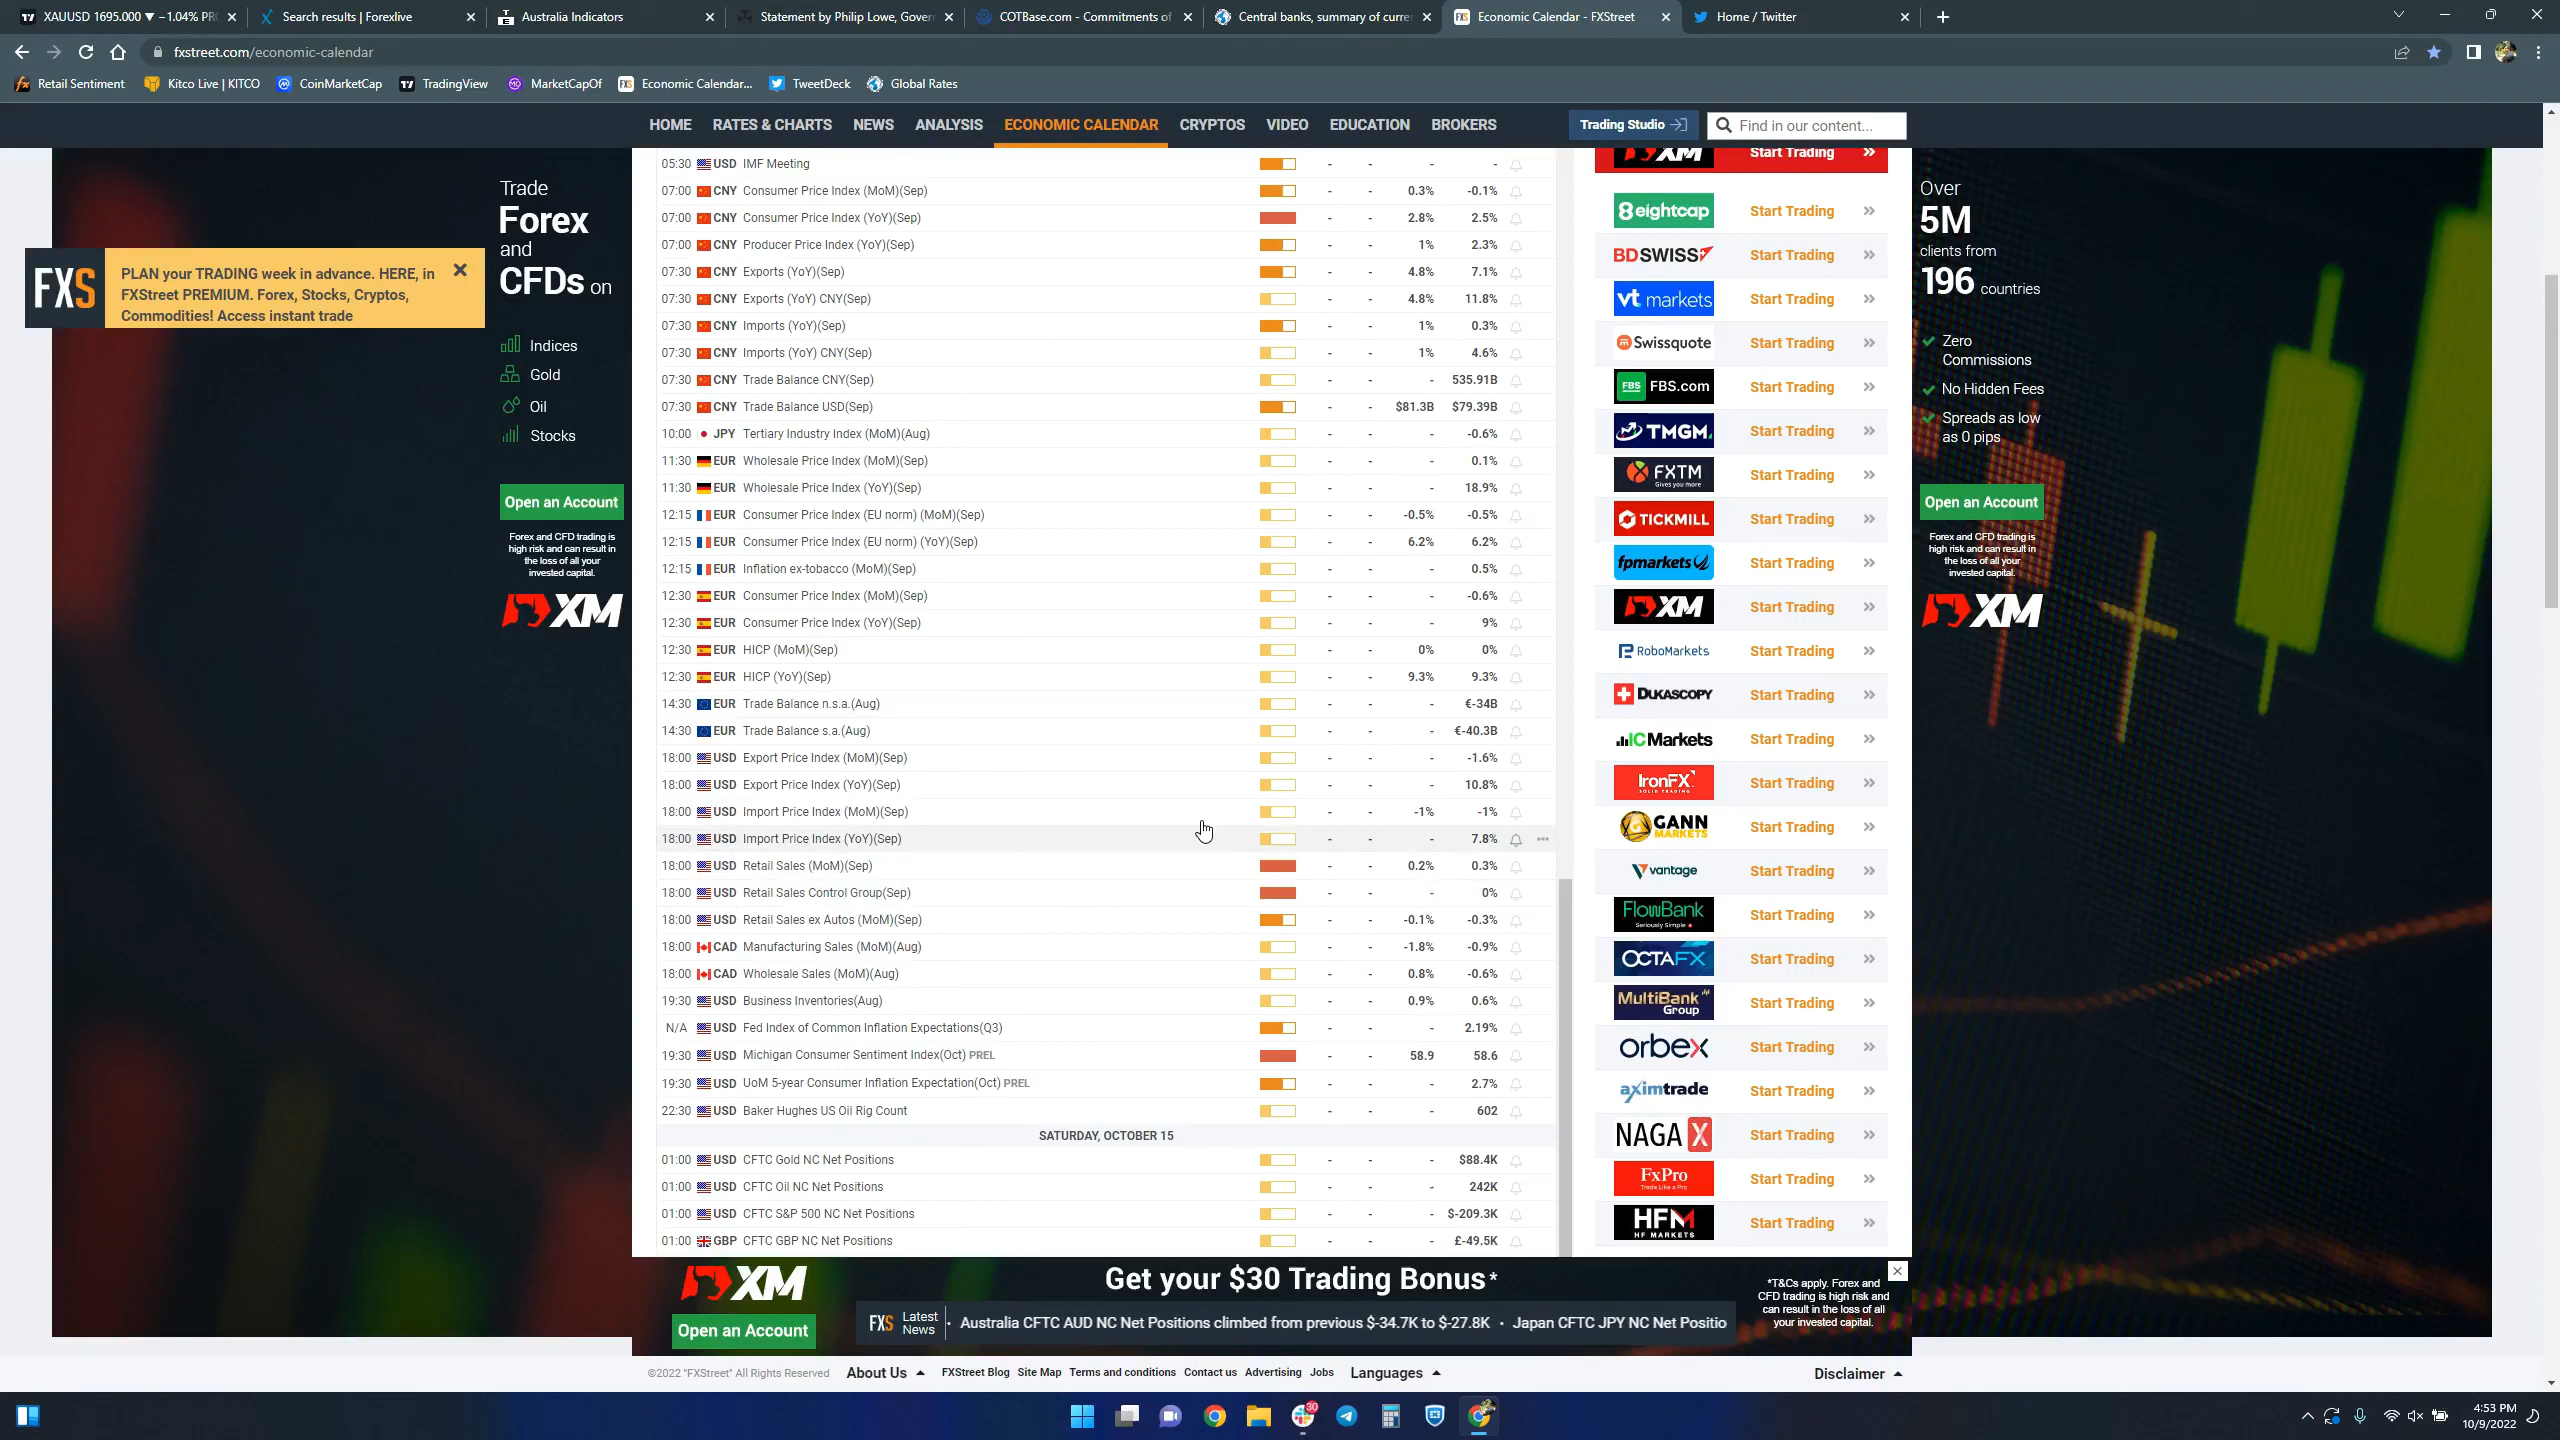 XAUUSD 1695.000 ▼ −1.04% PR
Search results | Forexlive
Australia Indicators
Statement by Philip Lowe, Gover
COTBase.com - Commitments of
Central banks, summary of curre
Economic Calendar - FXStreet
Home / Twitter
fxstreet.com/economic-calendar
Retail Sentiment
Kitco Live | KITCO
CoinMarketCap
TradingView
MarketCapOf
Economic Calendar...
TweetDeck
Global Rates
HOME RATES & CHARTS NEWS ANALYSIS ECONOMIC CALENDAR CRYPTOS VIDEO EDUCATION BROKERS
Trading Studio
Find in our content...
Trade
Forex
and
CFDs on
Indices
Gold
Oil
Stocks
Open an Account
Forex and CFD trading is
high risk and can result in
the loss of all your
invested capital.
XM
FXS
PLAN your TRADING week in advance. HERE, in
FXStreet PREMIUM. Forex, Stocks, Cryptos,
Commodities! Access instant trade
05:30 USD IMF Meeting - - - -
07:00 CNY Consumer Price Index (MoM)(Sep) - - 0.3% -0.1%
07:00 CNY Consumer Price Index (YoY)(Sep) - - 2.8% 2.5%
07:00 CNY Producer Price Index (YoY)(Sep) - - 1% 2.3%
07:30 CNY Exports (YoY)(Sep) - - 4.8% 7.1%
07:30 CNY Exports (YoY) CNY(Sep) - - 4.8% 11.8%
07:30 CNY Imports (YoY)(Sep) - - 1% 0.3%
07:30 CNY Imports (YoY) CNY(Sep) - - 1% 4.6%
07:30 CNY Trade Balance CNY(Sep) - - - 535.91B
07:30 CNY Trade Balance USD(Sep) - - $81.3B $79.39B
10:00 JPY Tertiary Industry Index (MoM)(Aug) - - - -0.6%
11:30 EUR Wholesale Price Index (MoM)(Sep) - - - 0.1%
11:30 EUR Wholesale Price Index (YoY)(Sep) - - - 18.9%
12:15 EUR Consumer Price Index (EU norm) (MoM)(Sep) - - -0.5% -0.5%
12:15 EUR Consumer Price Index (EU norm) (YoY)(Sep) - - 6.2% 6.2%
12:15 EUR Inflation ex-tobacco (MoM)(Sep) - - - 0.5%
12:30 EUR Consumer Price Index (MoM)(Sep) - - - -0.6%
12:30 EUR Consumer Price Index (YoY)(Sep) - - - 9%
12:30 EUR HICP (MoM)(Sep) - - 0% 0%
12:30 EUR HICP (YoY)(Sep) - - 9.3% 9.3%
14:30 EUR Trade Balance n.s.a.(Aug) - - - €-34B
14:30 EUR Trade Balance s.a.(Aug) - - - €-40.3B
18:00 USD Export Price Index (MoM)(Sep) - - - -1.6%
18:00 USD Export Price Index (YoY)(Sep) - - - 10.8%
18:00 USD Import Price Index (MoM)(Sep) - - -1% -1%
18:00 USD Import Price Index (YoY)(Sep) - - - 7.8%
18:00 USD Retail Sales (MoM)(Sep) - - 0.2% 0.3%
18:00 USD Retail Sales Control Group(Sep) - - - 0%
18:00 USD Retail Sales ex Autos (MoM)(Sep) - - -0.1% -0.3%
18:00 CAD Manufacturing Sales (MoM)(Aug) - - -1.8% -0.9%
18:00 CAD Wholesale Sales (MoM)(Aug) - - 0.8% -0.6%
19:30 USD Business Inventories(Aug) - - 0.9% 0.6%
N/A USD Fed Index of Common Inflation Expectations(Q3) - - - 2.19%
19:30 USD Michigan Consumer Sentiment Index(Oct) PREL - - 58.9 58.6
19:30 USD UoM 5-year Consumer Inflation Expectation(Oct) PREL - - - 2.7%
22:30 USD Baker Hughes US Oil Rig Count - - - 602
SATURDAY, OCTOBER 15
01:00 USD CFTC Gold NC Net Positions - - - $88.4K
01:00 USD CFTC Oil NC Net Positions - - - 242K
01:00 USD CFTC S&P 500 NC Net Positions - - - $-209.3K
01:00 GBP CFTC GBP NC Net Positions - - - £-49.5K
XM Start Trading »
8eightcap Start Trading »
BDSWISS Start Trading »
vt markets Start Trading »
Swissquote Start Trading »
FBS FBS.com Start Trading »
TMGM. Start Trading »
FXTM Gives you more Start Trading »
TICKMILL Start Trading »
fpmarkets Start Trading »
XM Start Trading »
RoboMarkets Start Trading »
DUKASCOPY Start Trading »
ICMarkets Start Trading »
IronFX SOLID TRADING Start Trading »
GANN MARKETS Start Trading »
vantage Start Trading »
FlowBank Seriously Simple Start Trading »
OCTAFX Start Trading »
MultiBank Group Start Trading »
orbex Start Trading »
aximtrade Start Trading »
NAGA X Start Trading »
FxPro Trade Like a Pro Start Trading »
HFM HF MARKETS Start Trading »
Over
5M
clients from
196 countries
Zero
Commissions
No Hidden Fees
Spreads as low
as 0 pips
Open an Account
Forex and CFD trading is
high risk and can result in
the loss of all your
invested capital.
XM
XM
Open an Account
Get your $30 Trading Bonus*
FXS Latest News
· Australia CFTC AUD NC Net Positions climbed from previous $-34.7K to $-27.8K · Japan CFTC JPY NC Net Positio
*T&Cs apply. Forex and
CFD trading is high risk and
can result in the loss of all
your invested capital.
©2022 "FXStreet" All Rights Reserved About Us FXStreet Blog Site Map Terms and conditions Contact us Advertising Jobs Languages Disclaimer
30
4:53 PM
10/9/2022